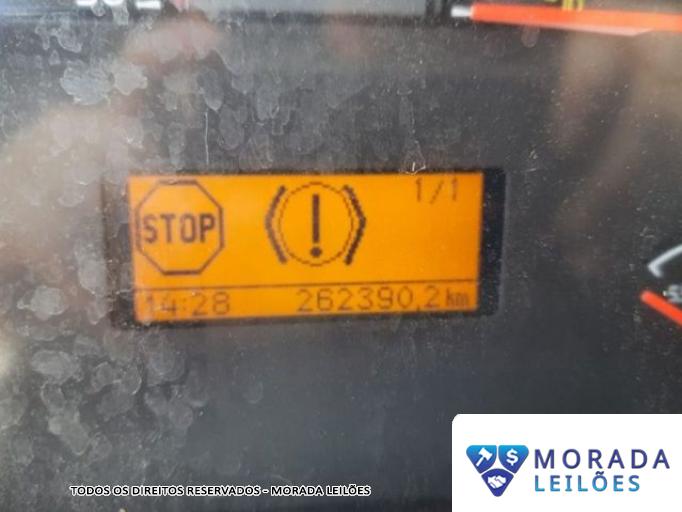 1/1
STOP
!
14:28 262390,2 km
MORADA
LEILÕES
TODOS OS DIREITOS RESERVADOS - MORADA LEILÕES